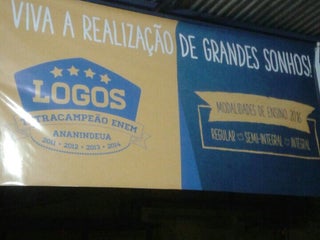 VIVA A REALIZAÇÃO DE GRANDES SONHOS!
LOGOS
TETRACAMPEÃO ENEM
ANANINDEUA
2011 • 2012 • 2013 • 2014
MODALIDADES DE ENSINO 2016
REGULAR SEMI-INTEGRAL INTEGRAL